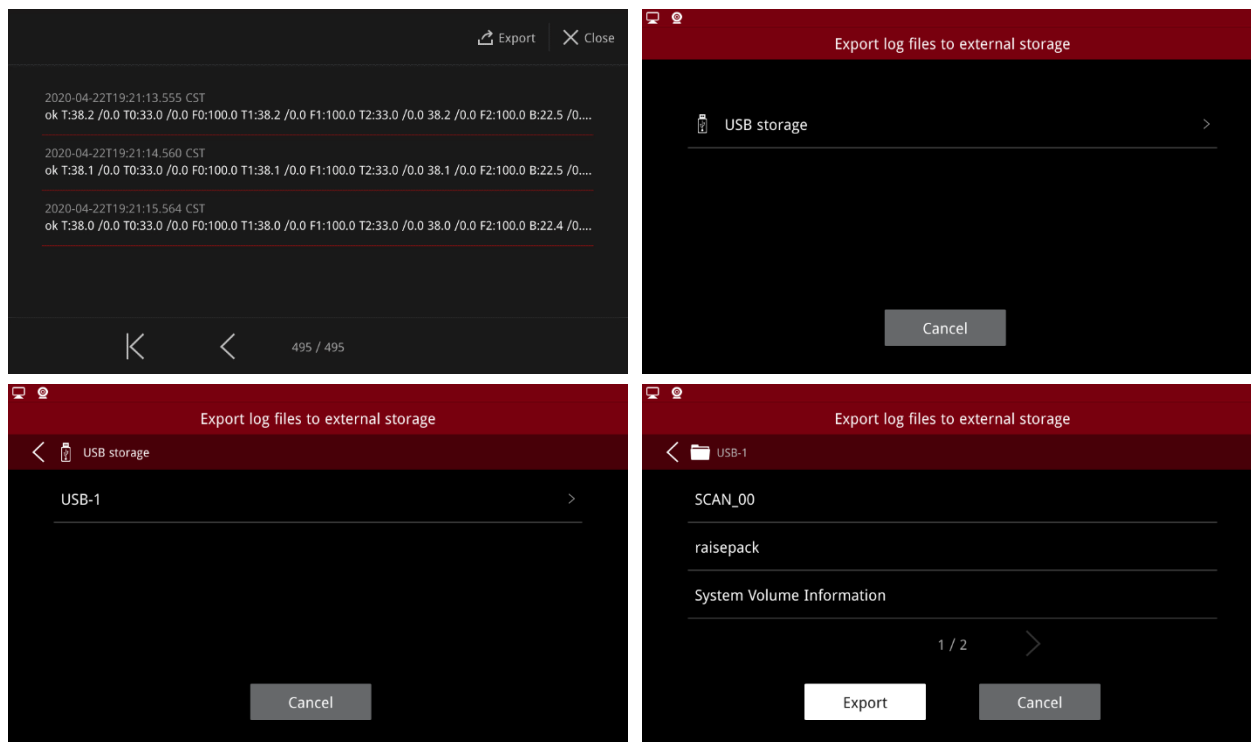 Export Close
2020-04-22T19:21:13.555 CST
ok T:38.2 /0.0 T0:33.0 /0.0 F0:100.0 T1:38.2 /0.0 F1:100.0 T2:33.0 /0.0 38.2 /0.0 F2:100.0 B:22.5 /0....
2020-04-22T19:21:14.560 CST
ok T:38.1 /0.0 T0:33.0 /0.0 F0:100.0 T1:38.1 /0.0 F1:100.0 T2:33.0 /0.0 38.1 /0.0 F2:100.0 B:22.5 /0....
2020-04-22T19:21:15.564 CST
ok T:38.0 /0.0 T0:33.0 /0.0 F0:100.0 T1:38.0 /0.0 F1:100.0 T2:33.0 /0.0 38.0 /0.0 F2:100.0 B:22.4 /0....
495 / 495
Export log files to external storage
USB storage
Cancel
Export log files to external storage
USB storage
USB-1
Cancel
Export log files to external storage
USB-1
SCAN_00
raisepack
System Volume Information
1 / 2
Export Cancel